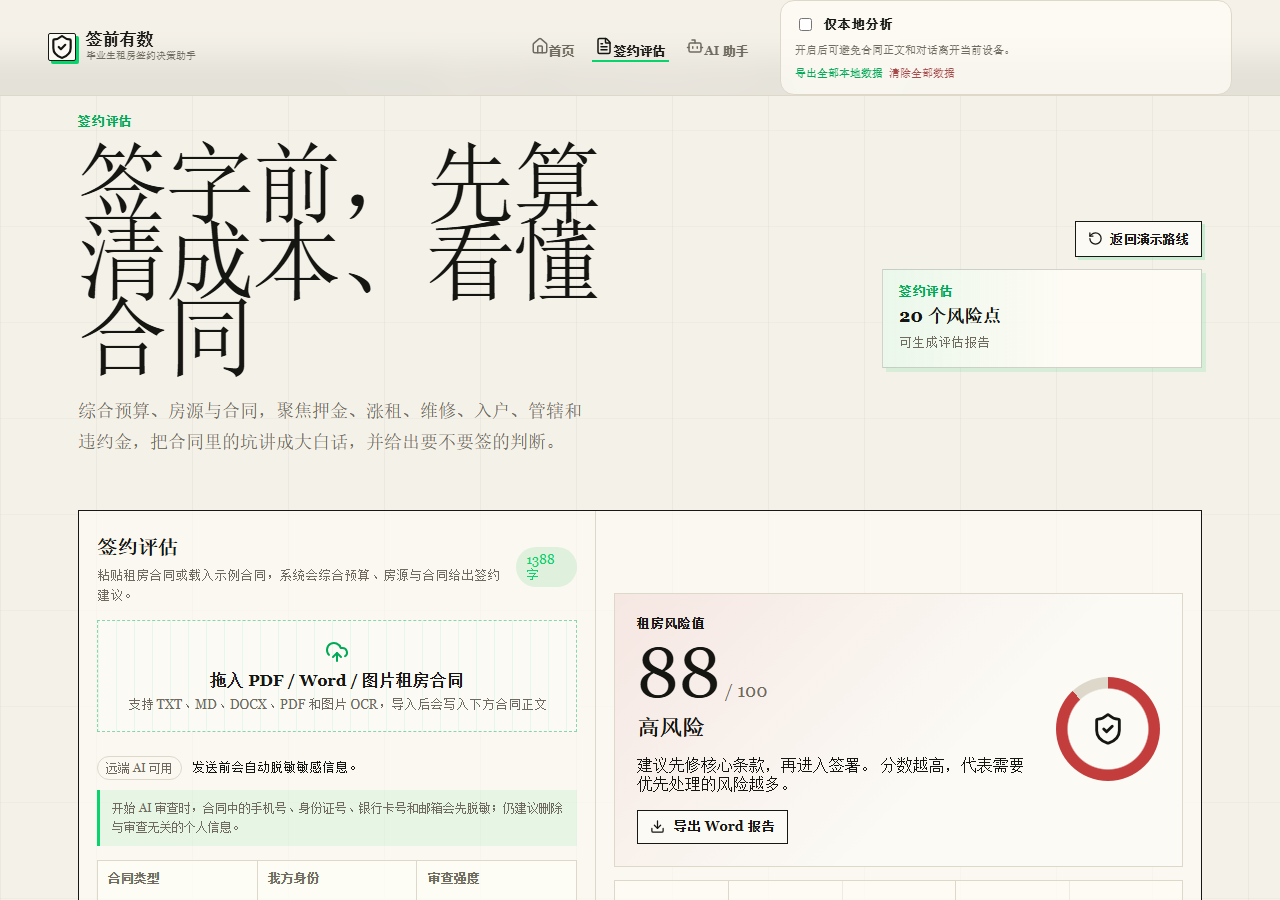 签前有数
毕业生租房签约决策助手
首页
签约评估
AI 助手
仅本地分析
开启后可避免合同正文和对话离开当前设备。
导出全部本地数据 清除全部数据
签约评估
签字前，先算
清成本、看懂
合同
综合预算、房源与合同，聚焦押金、涨租、维修、入户、管辖和
违约金，把合同里的坑讲成大白话，并给出要不要签的判断。
返回演示路线
签约评估
20 个风险点
可生成评估报告
签约评估
粘贴租房合同或载入示例合同，系统会综合预算、房源与合同给出签约
建议。
1388
字
拖入 PDF / Word / 图片租房合同
支持 TXT、MD、DOCX、PDF 和图片 OCR，导入后会写入下方合同正文
远端 AI 可用
发送前会自动脱敏敏感信息。
开始 AI 审查时，合同中的手机号、身份证号、银行卡号和邮箱会先脱敏；仍建议删除
与审查无关的个人信息。
合同类型
我方身份
审查强度
租房风险值
88 / 100
高风险
建议先修核心条款，再进入签署。 分数越高，代表需要
优先处理的风险越多。
导出 Word 报告